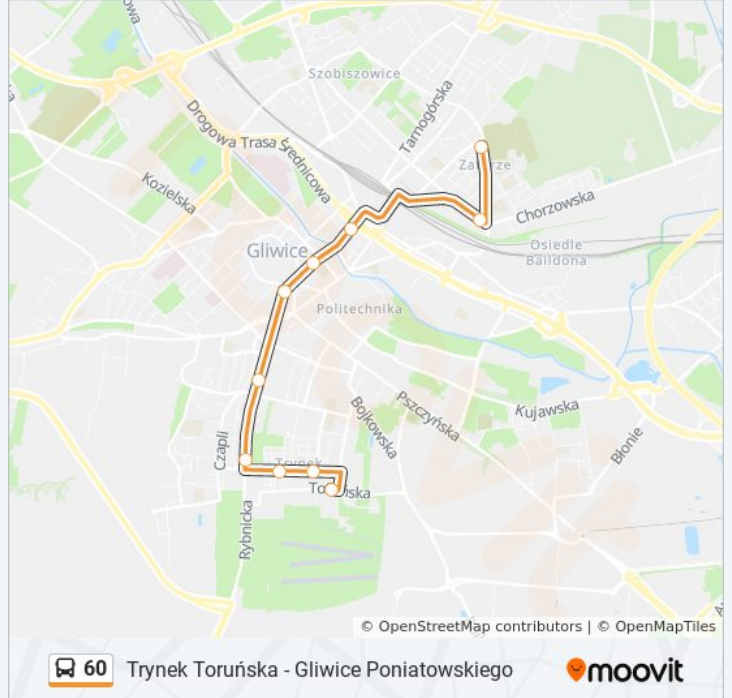 Szobiszowice
Tarnogórska
Drogowa Trasa Średnicowa
Kozielska
Chorzowska
Gliwice
Osiedle
Baildona
Politechnika
Bojkowska
Pszczyńska
Kujawska
Błonie
Czapli
Trynek
Rybnicka
© OpenStreetMap contributors | © OpenMapTiles
60 Trynek Toruńska - Gliwice Poniatowskiego moovit